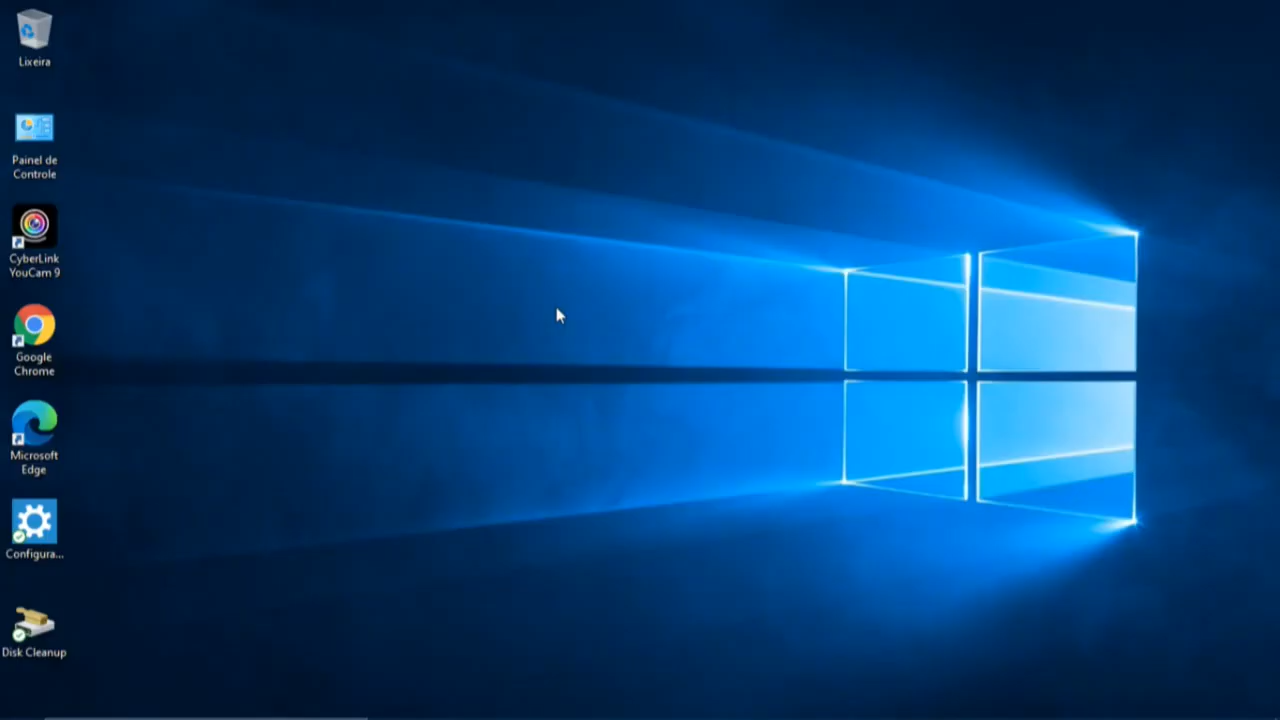 Lixeira
Painel de
Controle
CyberLink
YouCam 9
Google
Chrome
Microsoft
Edge
Configura...
Disk Cleanup